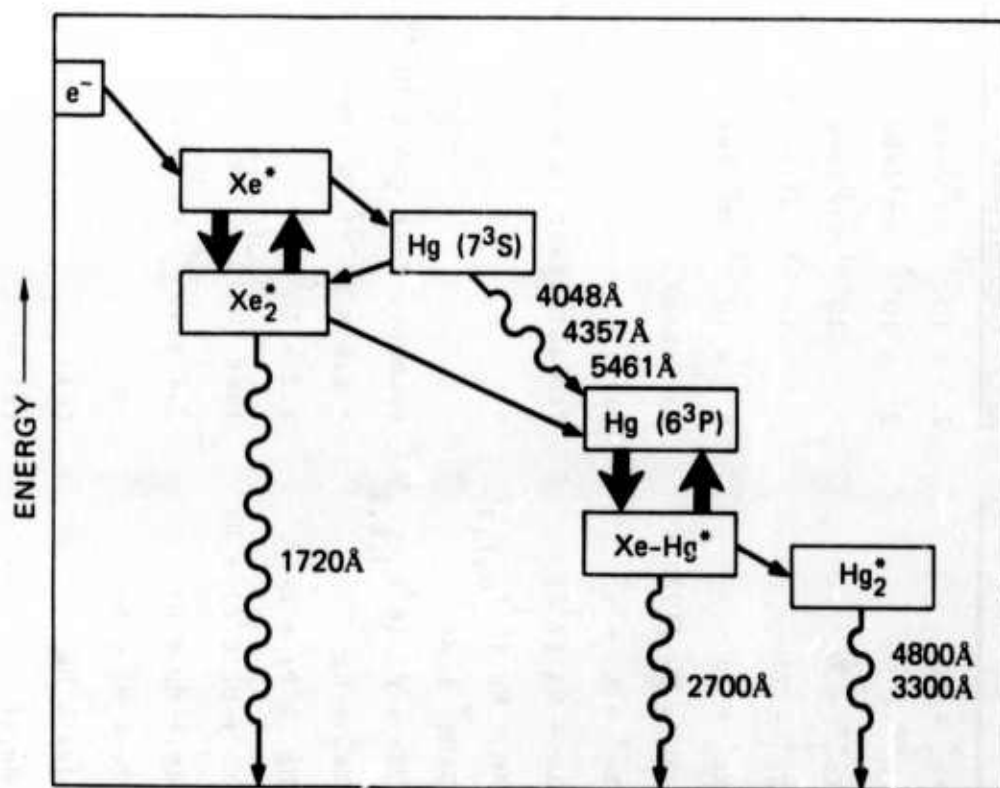 e⁻
Xe*
Hg (7³S)
Xe₂*
4048Å
4357Å
5461Å
Hg (6³P)
ENERGY
1720Å
Xe-Hg*
Hg₂*
2700Å
4800Å
3300Å